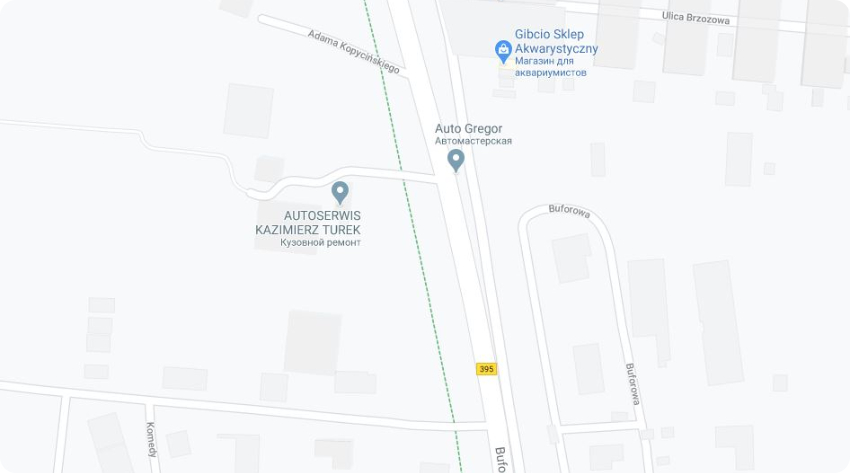 Ulica Brzozowa
Adama Kopycińskiego
Gibcio Sklep
Akwarystyczny
Магазин для
аквариумистов
Auto Gregor
Автомастерская
AUTOSERWIS
KAZIMIERZ TUREK
Кузовной ремонт
Buforowa
395
Buforowa
Komedy
Bufo